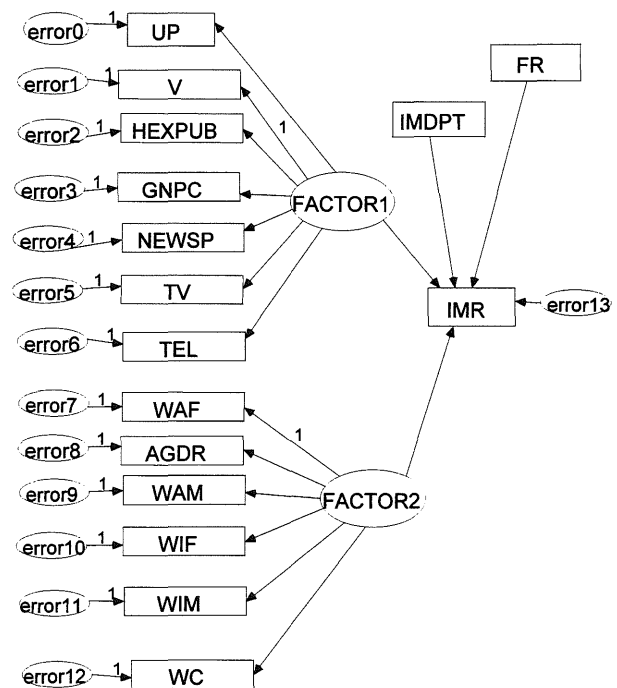 error0 1 UP
FR
error1 1 V
IMDPT
error2 1 HEXPUB
1
error3 1 GNPC
FACTOR1
error4 1 NEWSP
error5 1 TV
IMR
error13
error6 1 TEL
error7 1 WAF
1
error8 1 AGDR
error9 1 WAM
FACTOR2
error10 1 WIF
error11 1 WIM
error12 1 WC